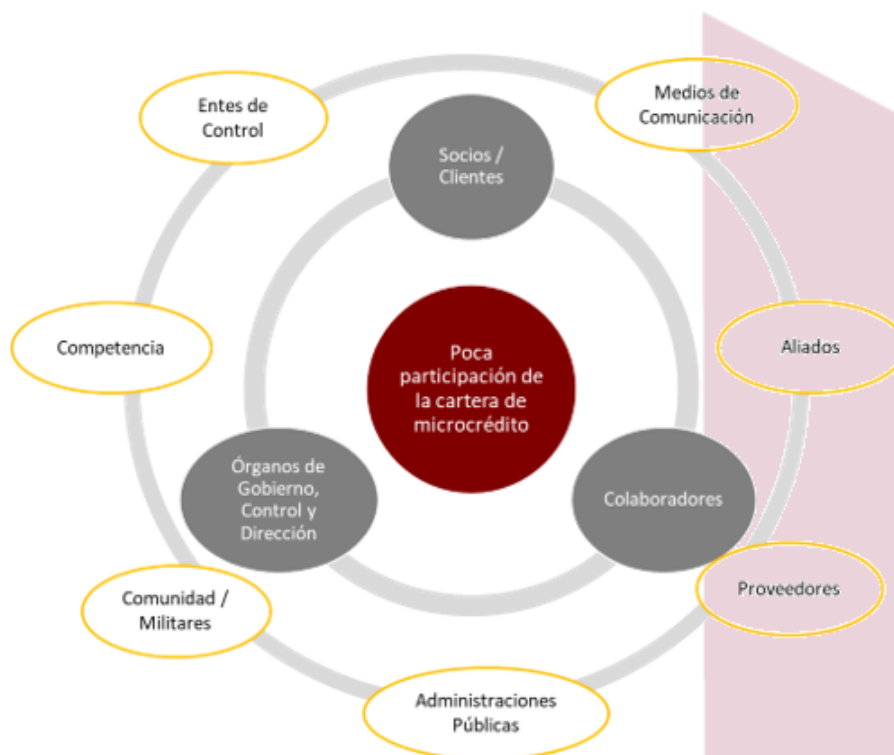 Entes de
Control
Medios de
Comunicación
Socios /
Clientes
Competencia
Poca
participación de
la cartera de
microcrédito
Aliados
Órganos de
Gobierno,
Control y
Dirección
Colaboradores
Comunidad /
Militares
Proveedores
Administraciones
Públicas